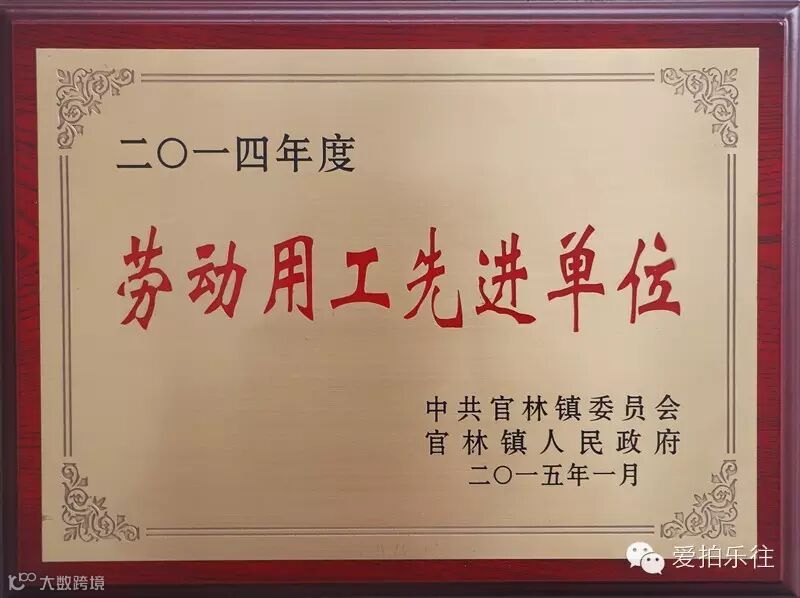 二〇一四年度
劳动用工先进单位
中共官林镇委员会
官林镇人民政府
二〇一五年一月
爱拍乐往
大数跨境